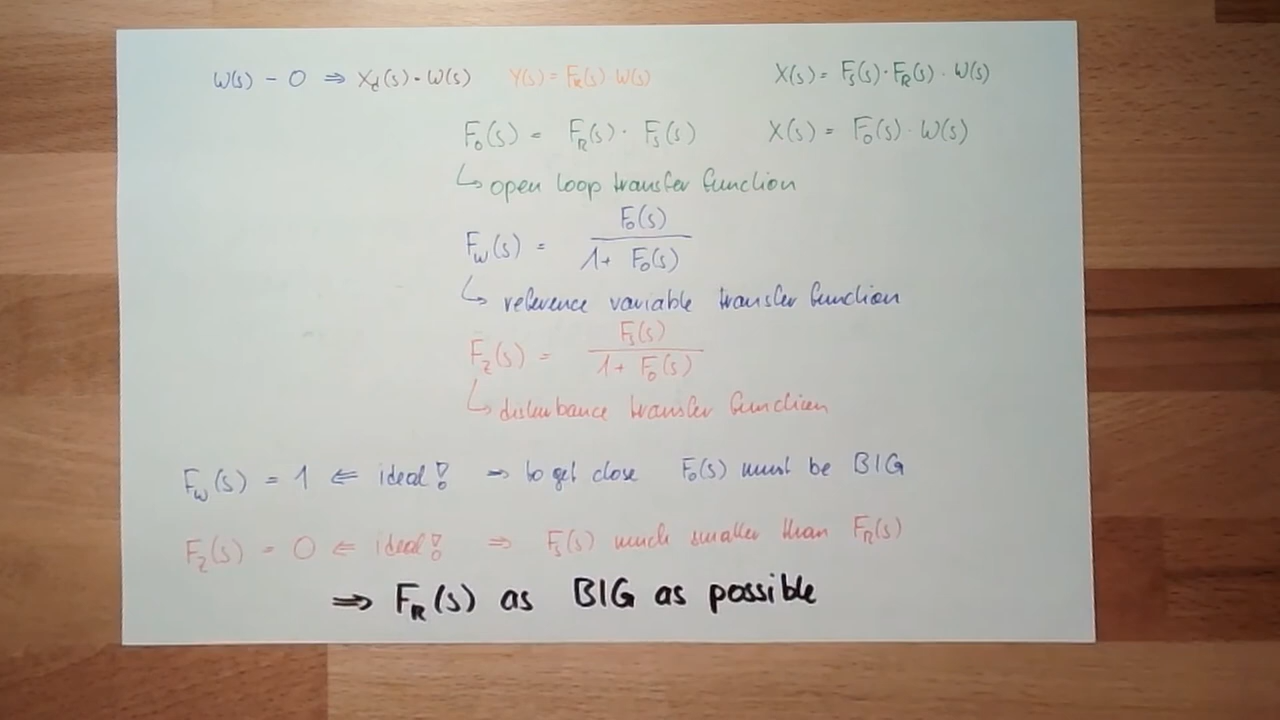 W(s) - 0 ⇒ X_d(s) = W(s) Y(s) = F_R(s) · W(s) X(s) = F_S(s) · F_R(s) · W(s)
F_0(s) = F_R(s) · F_S(s) X(s) = F_0(s) · W(s)
↳ open loop transfer function
F_w(s) = F_0(s) / (1 + F_0(s))
↳ reference variable transfer function
F_z(s) = F_S(s) / (1 + F_0(s))
↳ disturbance transfer function
F_w(s) = 1 ⇐ ideal! ⇒ to get close F_0(s) must be BIG
F_z(s) = 0 ⇐ ideal! ⇒ F_S(s) much smaller than F_R(s)
⇒ F_R(s) as BIG as possible